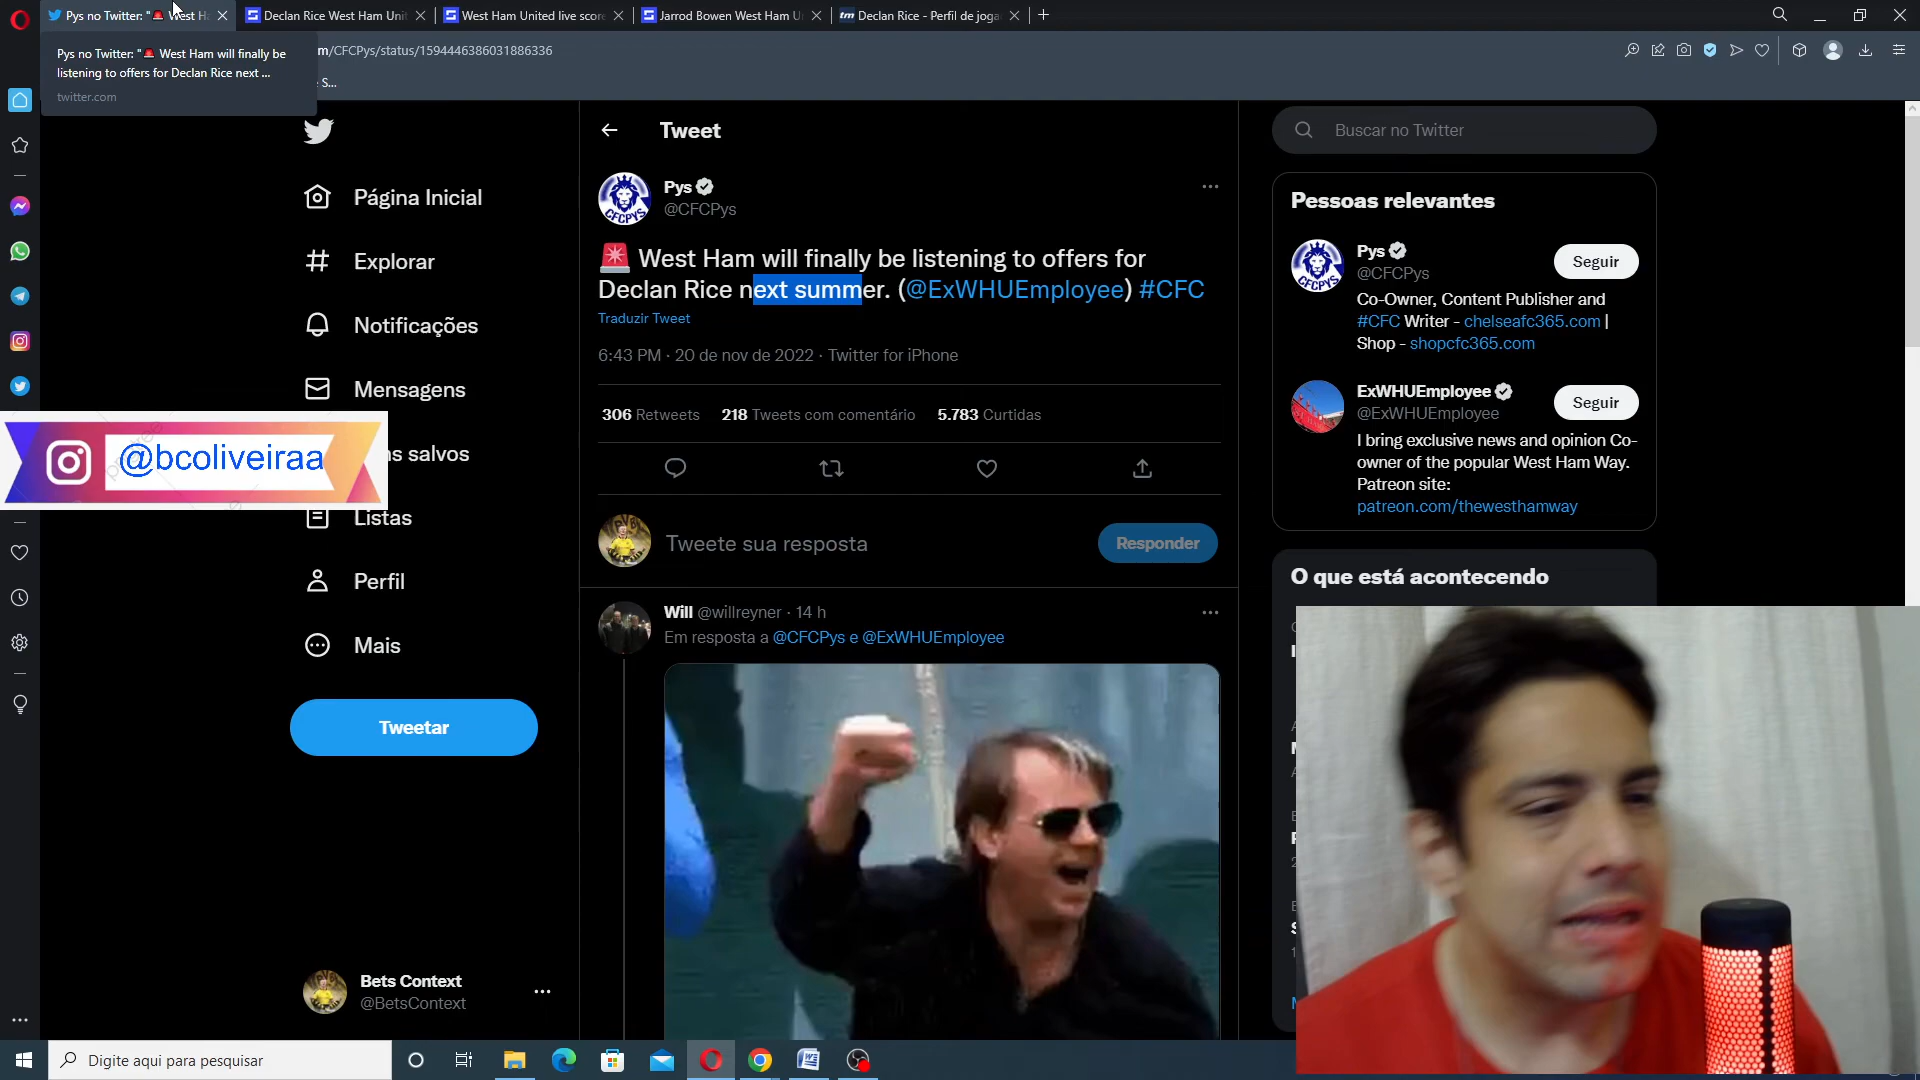 Pys no Twitter: "🚨 West Ha
Declan Rice West Ham Unit
West Ham United live score
Jarrod Bowen West Ham U
Declan Rice - Perfil de joga
Pys no Twitter: "🚨 West Ham will finally be
listening to offers for Declan Rice next ...
twitter.com
m/CFCPys/status/1594446386031886336
S...
Tweet
Buscar no Twitter
Página Inicial
Explorar
Notificações
Mensagens
ns salvos
Listas
Perfil
Mais
Tweetar
@bcoliveiraa
Bets Context
@BetsContext
Pys
@CFCPys
🚨 West Ham will finally be listening to offers for
Declan Rice next summer. (@ExWHUEmployee) #CFC
Traduzir Tweet
6:43 PM · 20 de nov de 2022 · Twitter for iPhone
306 Retweets 218 Tweets com comentário 5.783 Curtidas
Tweete sua resposta
Responder
Will @willreyner · 14 h
Em resposta a @CFCPys e @ExWHUEmployee
Pessoas relevantes
Pys
@CFCPys
Seguir
Co-Owner, Content Publisher and
#CFC Writer - chelseafc365.com |
Shop - shopcfc365.com
ExWHUEmployee
@ExWHUEmployee
Seguir
I bring exclusive news and opinion Co-
owner of the popular West Ham Way.
Patreon site:
patreon.com/thewesthamway
O que está acontecendo
Digite aqui para pesquisar